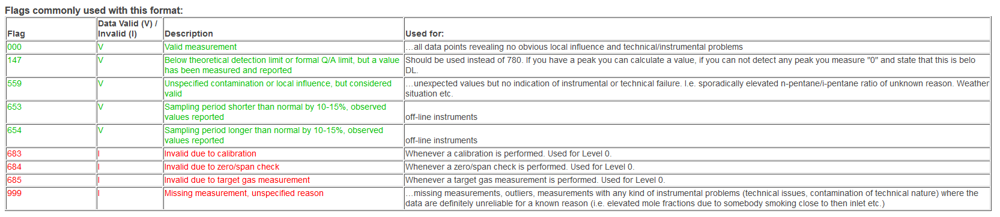 Flags commonly used with this format:
Flag
Data Valid (V) /
Invalid (I)
Description
Used for:
000
V
Valid measurement
…all data points revealing no obvious local influence and technical/instrumental problems
147
V
Below theoretical detection limit or formal Q/A limit, but a value
has been measured and reported
Should be used instead of 780. If you have a peak you can calculate a value, if you can not detect any peak you measure "0" and state that this is belo
DL.
559
V
Unspecified contamination or local influence, but considered
valid
…unexpected values but no indication of instrumental or technical failure. I.e. sporadically elevated n-pentane/i-pentane ratio of unknown reason. Weather
situation etc.
653
V
Sampling period shorter than normal by 10-15%, observed
values reported
off-line instruments
654
V
Sampling period longer than normal by 10-15%, observed
values reported
off-line instruments
683
I
Invalid due to calibration
Whenever a calibration is performed. Used for Level 0.
684
I
Invalid due to zero/span check
Whenever a zero/span check is performed. Used for Level 0.
685
I
Invalid due to target gas measurement
Whenever a target gas measurement is performed. Used for Level 0.
999
I
Missing measurement, unspecified reason
…missing measurements, outliers, measurements with any kind of instrumental problems (technical issues, contamination of technical nature) where the
data are definitely unreliable for a known reason (i.e. elevated mole fractions due to somebody smoking close to then inlet etc.)